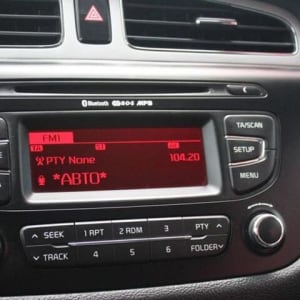 Bluetooth MP3
FM1
TA ST AF
PTY None 104.20
*АВТО*
TA/SCAN
SETUP
MENU
SEEK 1 RPT 2 RDM 3 PTY
TRACK 4 5 6 FOLDER